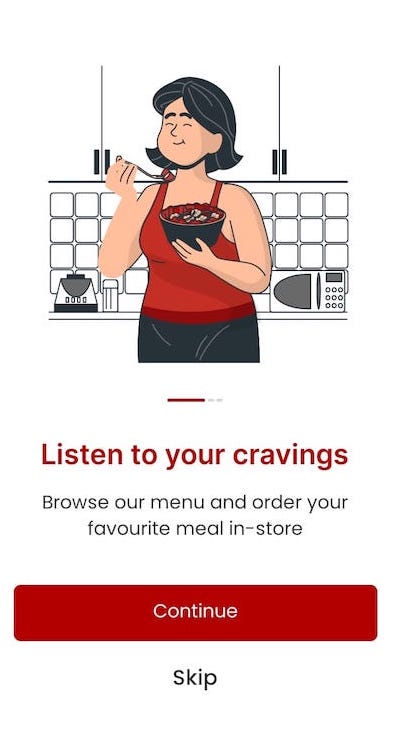 Listen to your cravings
Browse our menu and order your
favourite meal in-store
Continue
Skip